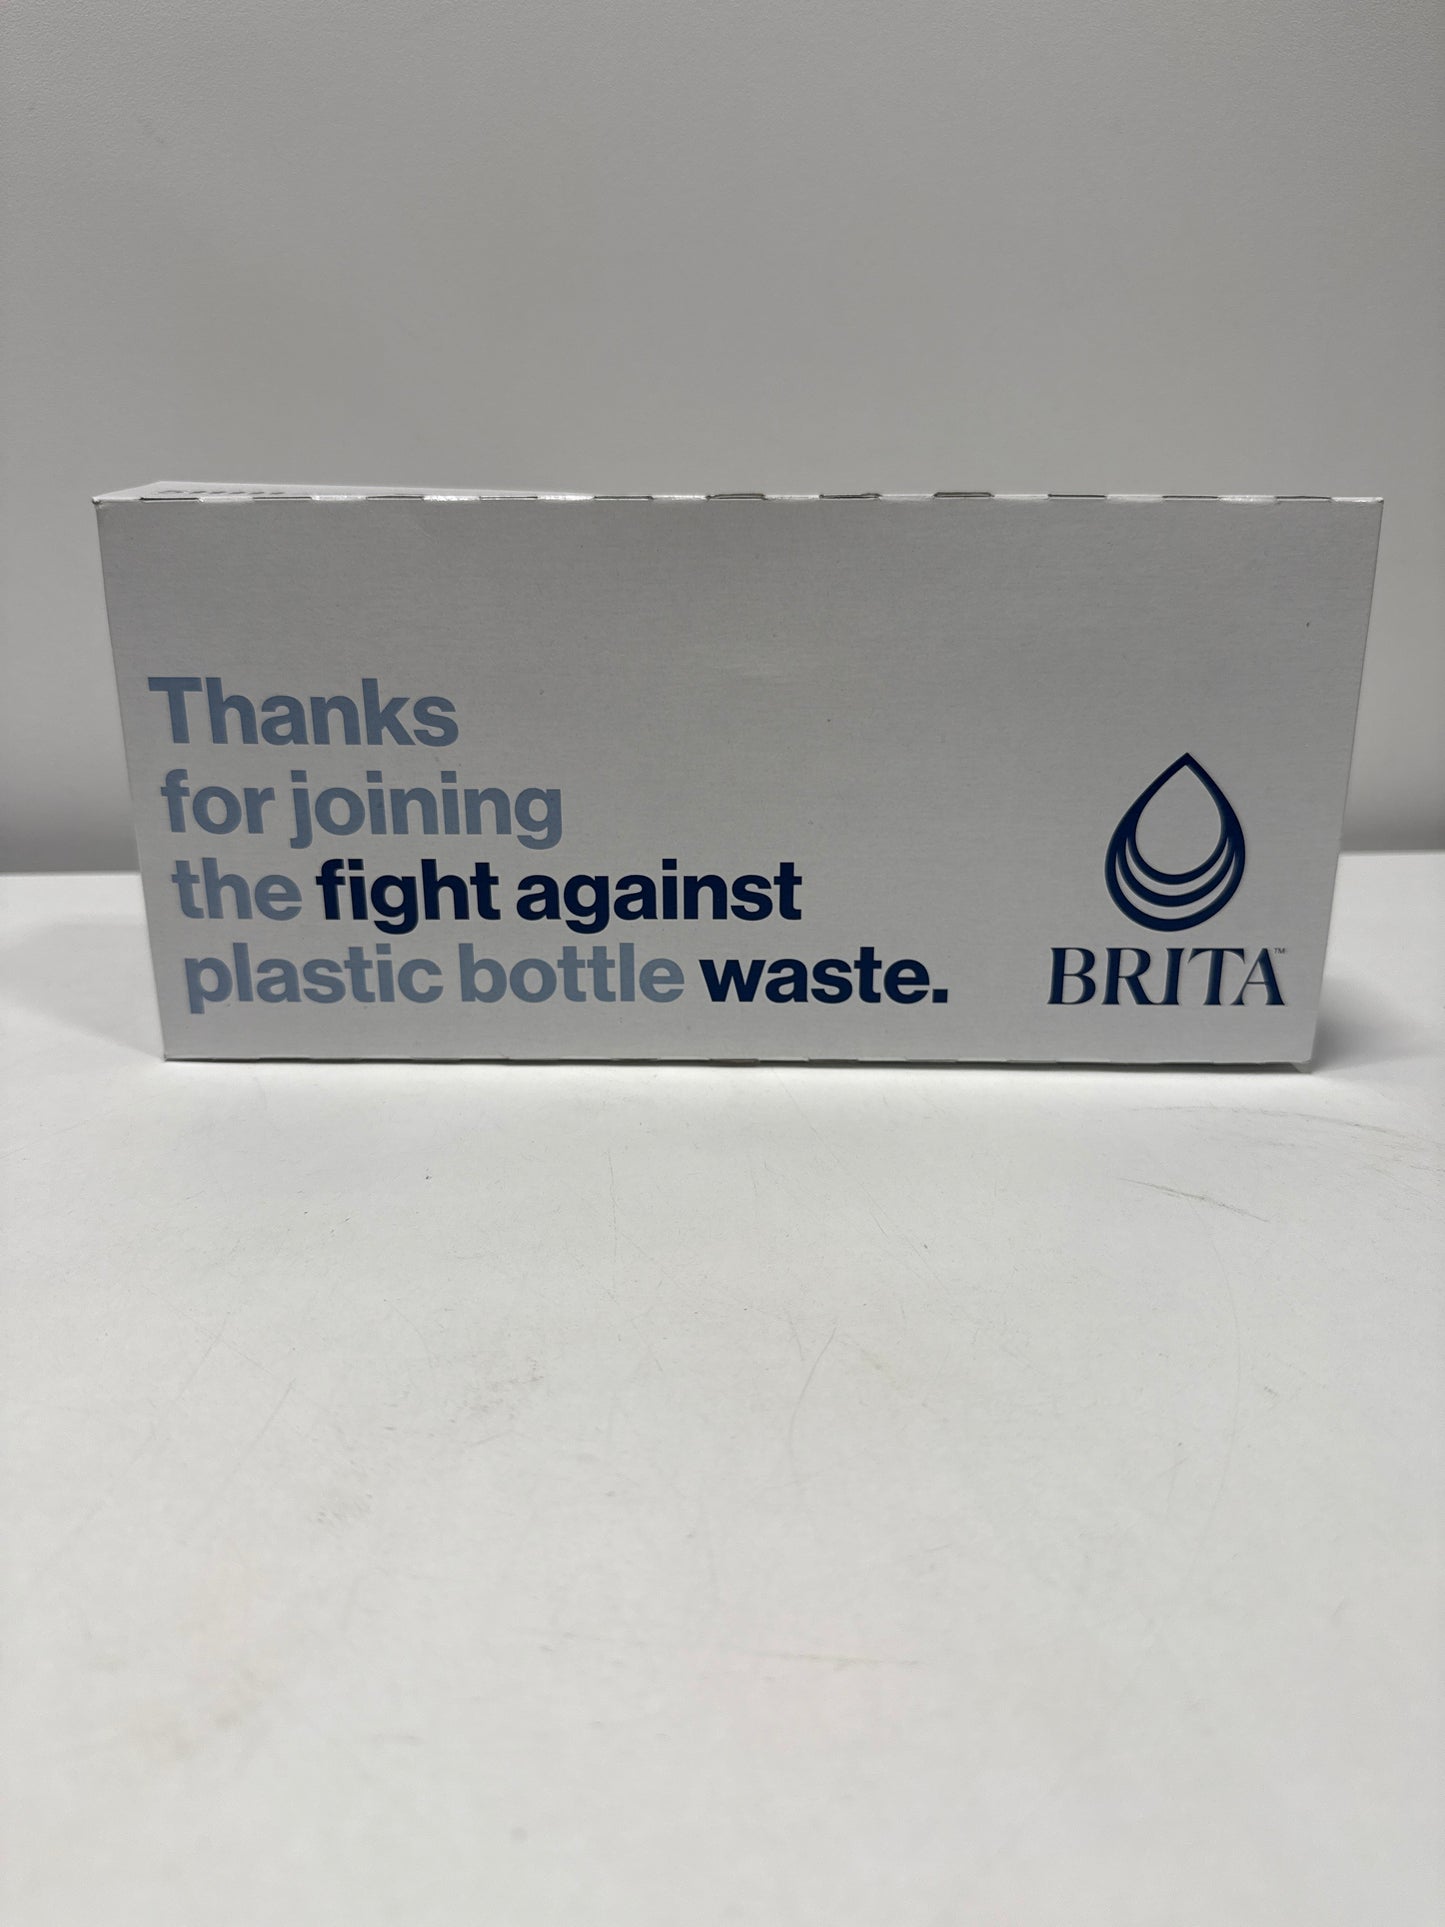 Thanks
for joining
the fight against
plastic bottle waste.
BRITA™